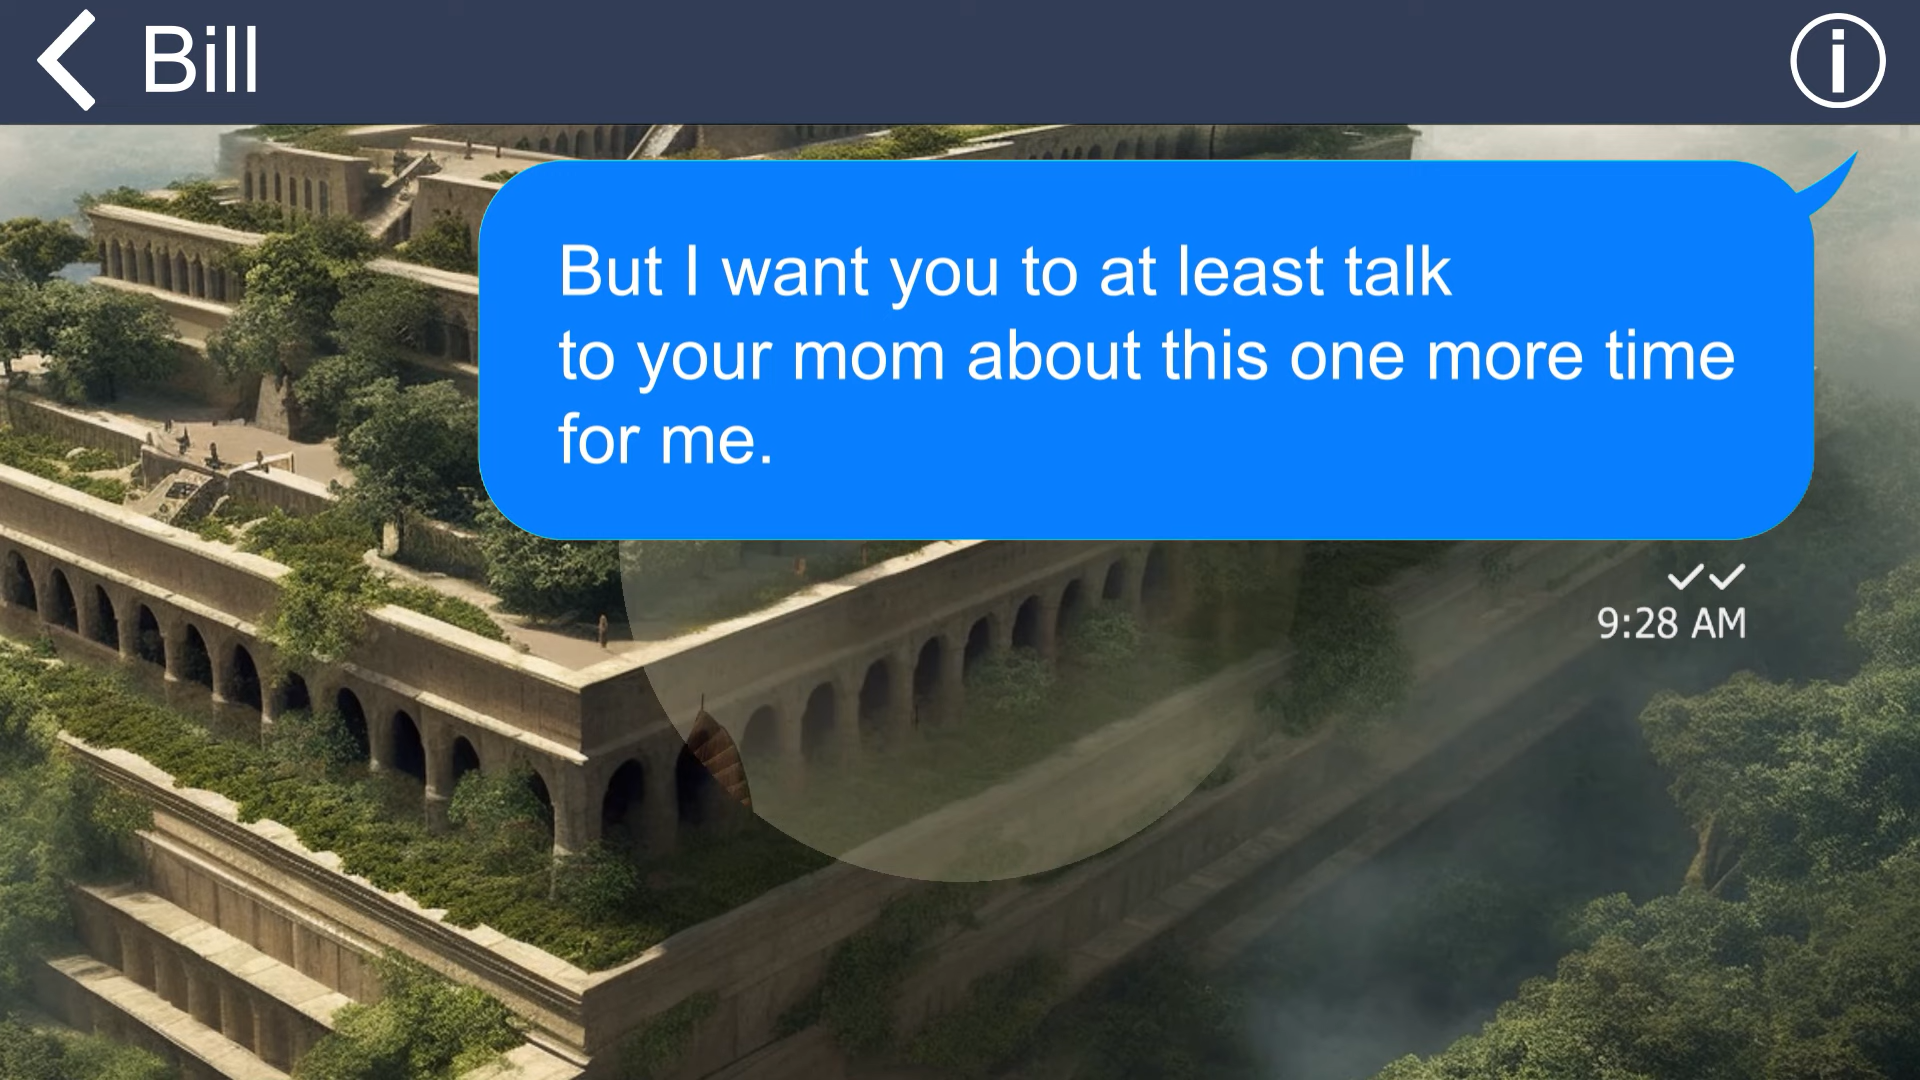 Bill
But I want you to at least talk
to your mom about this one more time
for me.
9:28 AM